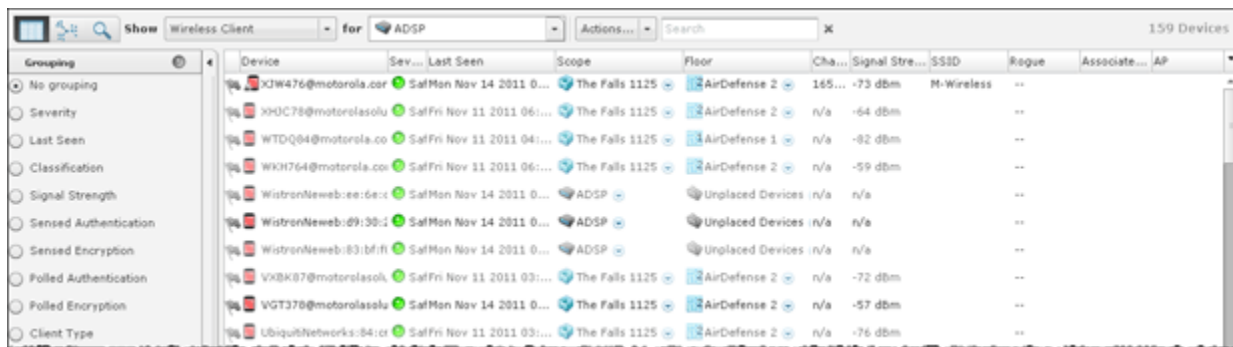 Show Wireless Client for ADSP Actions... Search x 159 Devices
Grouping Device Sev... Last Seen Scope Floor Cha... Signal Stre... SSID Rogue Associate... AP
No grouping XJW476@motorola.cor Saf Mon Nov 14 2011 0... The Falls 1125 AirDefense 2 165... -73 dBm M-Wireless --
Severity XHJC78@motorolasolu Saf Fri Nov 11 2011 06:... The Falls 1125 AirDefense 2 n/a -64 dBm --
Last Seen WTDQ84@motorola.co Saf Fri Nov 11 2011 04:... The Falls 1125 AirDefense 1 n/a -82 dBm --
Classification WKH764@motorola.co Saf Fri Nov 11 2011 06:... The Falls 1125 AirDefense 2 n/a -59 dBm --
Signal Strength WistronNeweb:ee:6e:c Saf Mon Nov 14 2011 0... ADSP Unplaced Devices n/a n/a --
Sensed Authentication WistronNeweb:d9:30:2 Saf Mon Nov 14 2011 0... ADSP Unplaced Devices n/a n/a --
Sensed Encryption WistronNeweb:83:bf:fl Saf Mon Nov 14 2011 0... ADSP Unplaced Devices n/a n/a --
Polled Authentication VXBK87@motorolasolu Saf Fri Nov 11 2011 03:... The Falls 1125 AirDefense 2 n/a -72 dBm --
Polled Encryption VGT378@motorolasolu Saf Mon Nov 14 2011 0... The Falls 1125 AirDefense 2 n/a -57 dBm --
Client Type UbiquitiNetworks:84:cc Saf Fri Nov 11 2011 03:... The Falls 1125 AirDefense 2 n/a -76 dBm --